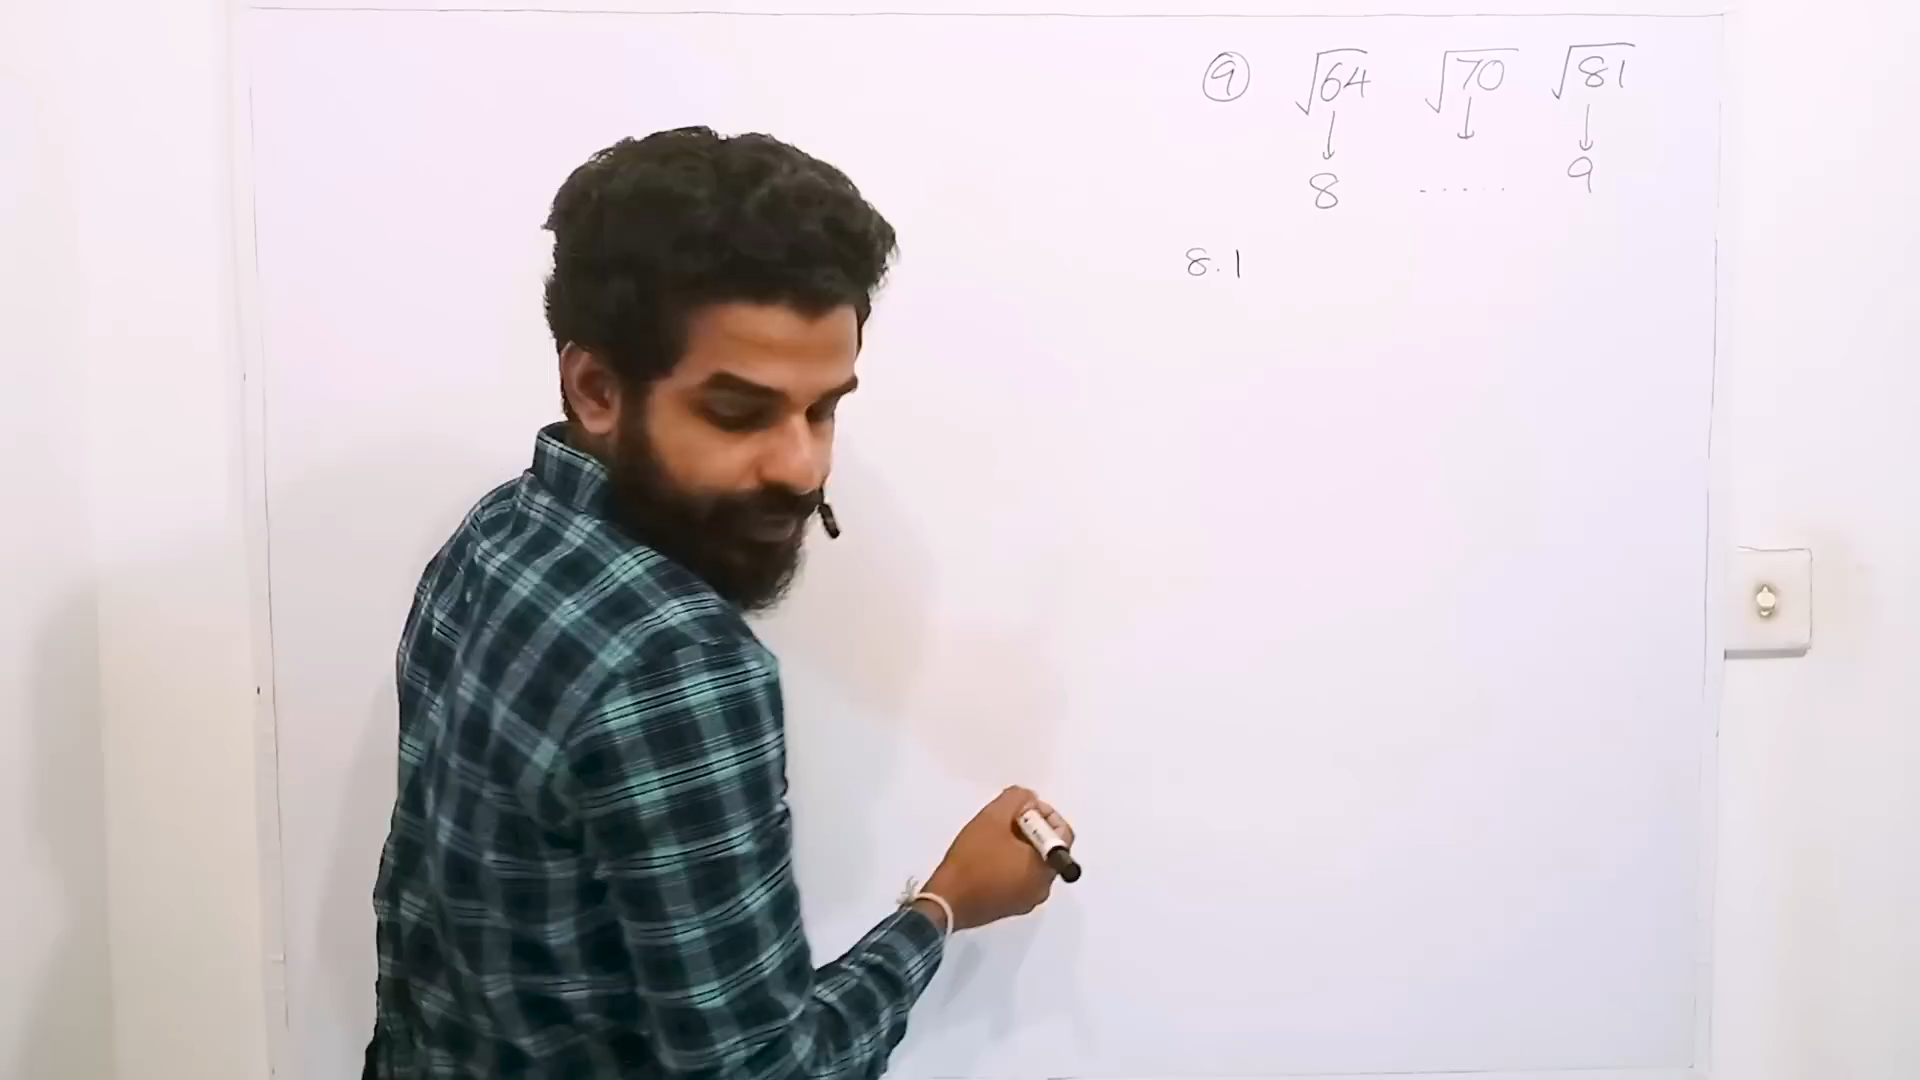 ⑨ √64 √70 √81
↓ ↓ ↓
8 ..... 9
8.1